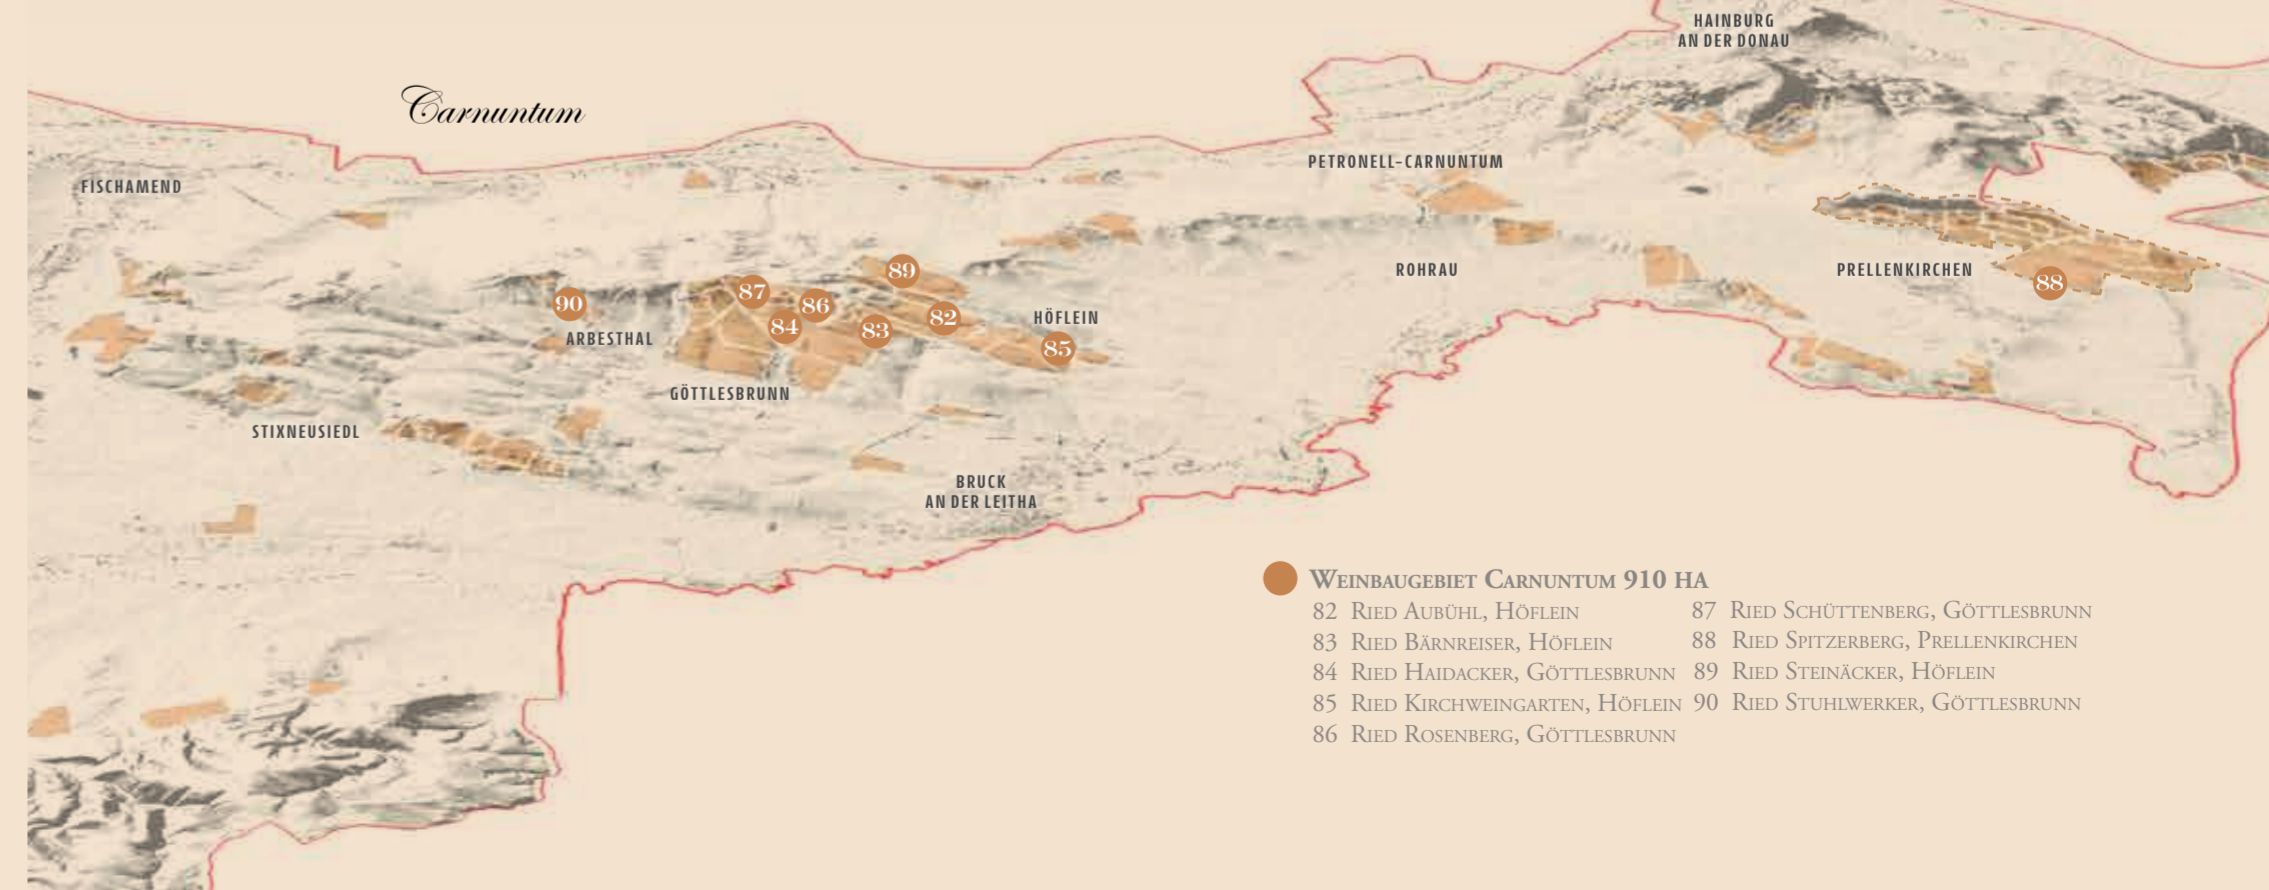 HAINBURG
AN DER DONAU
Carnuntum
PETRONELL-CARNUNTUM
FISCHAMEND
89
ROHRAU
PRELLENKIRCHEN
88
87
90
86
82
HÖFLEIN
84
83
ARBESTHAL
85
GÖTTLESBRUNN
STIXNEUSIEDL
BRUCK
AN DER LEITHA
WEINBAUGEBIET CARNUNTUM 910 HA
82 RIED AUBÜHL, HÖFLEIN
83 RIED BÄRNREISER, HÖFLEIN
84 RIED HAIDACKER, GÖTTLESBRUNN
85 RIED KIRCHWEINGARTEN, HÖFLEIN
86 RIED ROSENBERG, GÖTTLESBRUNN
87 RIED SCHÜTTENBERG, GÖTTLESBRUNN
88 RIED SPITZERBERG, PRELLENKIRCHEN
89 RIED STEINÄCKER, HÖFLEIN
90 RIED STUHLWERKER, GÖTTLESBRUNN